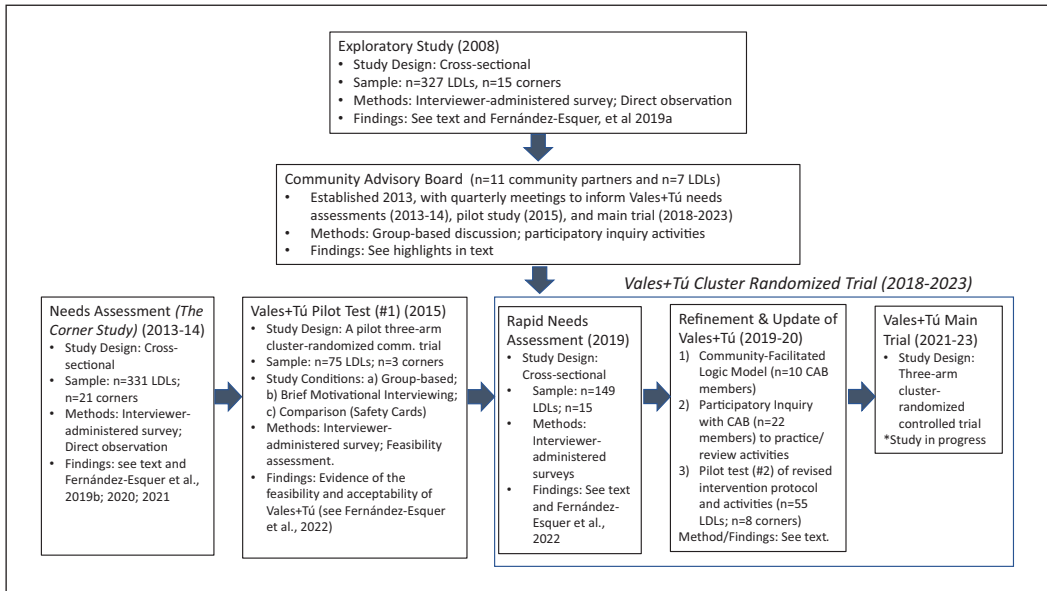 Exploratory Study (2008)
• Study Design: Cross-sectional
• Sample: n=327 LDLs, n=15 corners
• Methods: Interviewer-administered survey; Direct observation
• Findings: See text and Fernández-Esquer, et al 2019a
Community Advisory Board (n=11 community partners and n=7 LDLs)
• Established 2013, with quarterly meetings to inform Vales+Tú needs
assessments (2013-14), pilot study (2015), and main trial (2018-2023)
• Methods: Group-based discussion; participatory inquiry activities
• Findings: See highlights in text
Vales+Tú Cluster Randomized Trial (2018-2023)
Needs Assessment (The
Corner Study) (2013-14)
• Study Design: Cross-
sectional
• Sample: n=331 LDLs;
n=21 corners
• Methods: Interviewer-
administered survey;
Direct observation
• Findings: see text and
Fernández-Esquer et al.,
2019b; 2020; 2021
Vales+Tú Pilot Test (#1) (2015)
• Study Design: A pilot three-arm
cluster-randomized comm. trial
• Sample: n=75 LDLs; n=3 corners
• Study Conditions: a) Group-based;
b) Brief Motivational Interviewing;
c) Comparison (Safety Cards)
• Methods: Interviewer-
administered survey; Feasibility
assessment.
• Findings: Evidence of the
feasibility and acceptability of
Vales+Tú (see Fernández-Esquer
et al., 2022)
Rapid Needs
Assessment (2019)
• Study Design:
Cross-sectional
• Sample: n=149
LDLs; n=15
• Methods:
Interviewer-
administered
surveys
• Findings: See text
and Fernández-
Esquer et al.,
2022
Refinement & Update of
Vales+Tú (2019-20)
1) Community-Facilitated
Logic Model (n=10 CAB
members)
2) Participatory Inquiry
with CAB (n=22
members) to practice/
review activities
3) Pilot test (#2) of revised
intervention protocol
and activities (n=55
LDLs; n=8 corners)
Method/Findings: See text.
Vales+Tú Main
Trial (2021-23)
• Study Design:
Three-arm
cluster-
randomized
controlled trial
*Study in progress